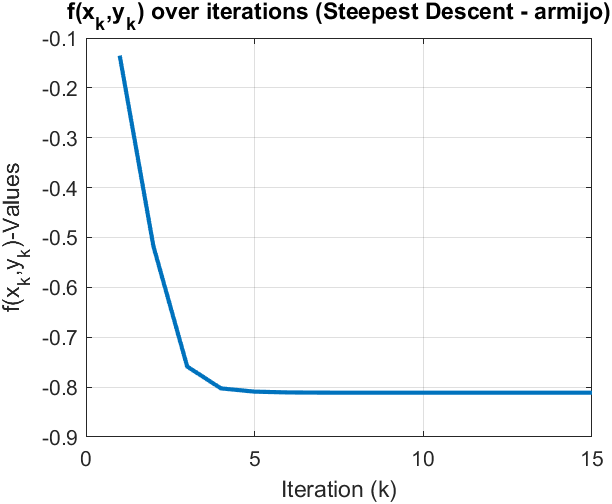 f(x_k,y_k) over iterations (Steepest Descent - armijo)
-0.1
-0.2
-0.3
-0.4
-0.5
-0.6
-0.7
-0.8
-0.9
f(x_k,y_k)-Values
0 5 10 15
Iteration (k)